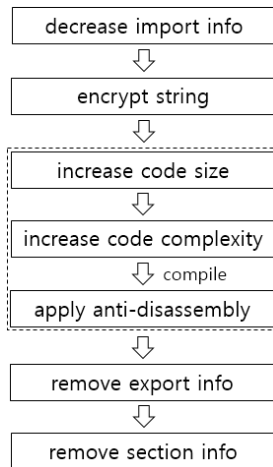 decrease import info
encrypt string
increase code size
increase code complexity
compile
apply anti-disassembly
remove export info
remove section info